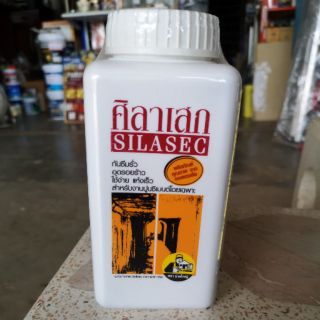 ศิลาเสก
SILASEC
กันซึมรั่ว
อุดรอยร้าว
ใช้ง่าย แห้งเร็ว
สำหรับงานปูนซีเมนต์โดยเฉพาะ